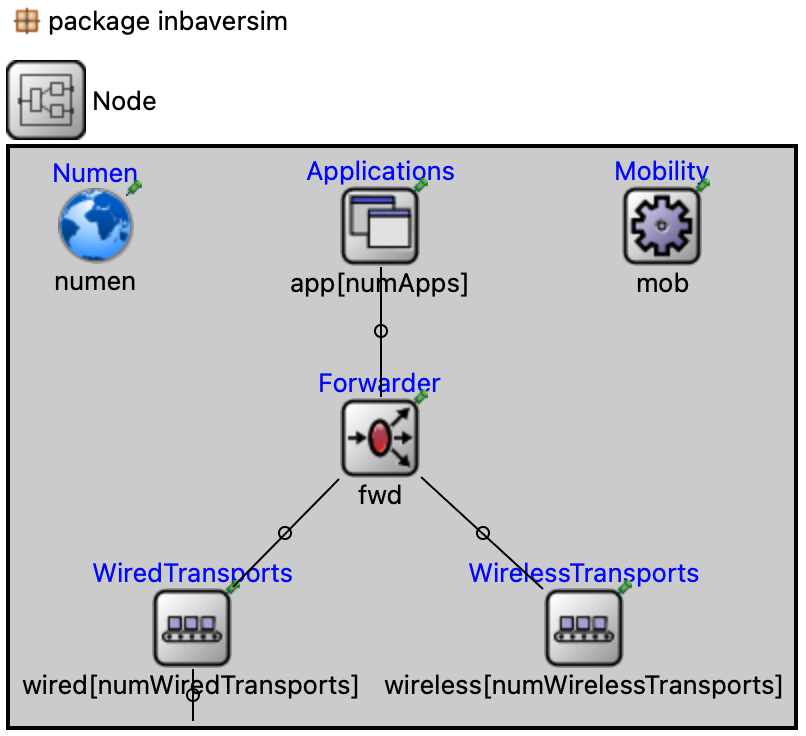 package inbaversim
Node
Numen
Applications
Mobility
numen
app[numApps]
mob
Forwarder
fwd
WiredTransports
WirelessTransports
wired[numWiredTransports]
wireless[numWirelessTransports]